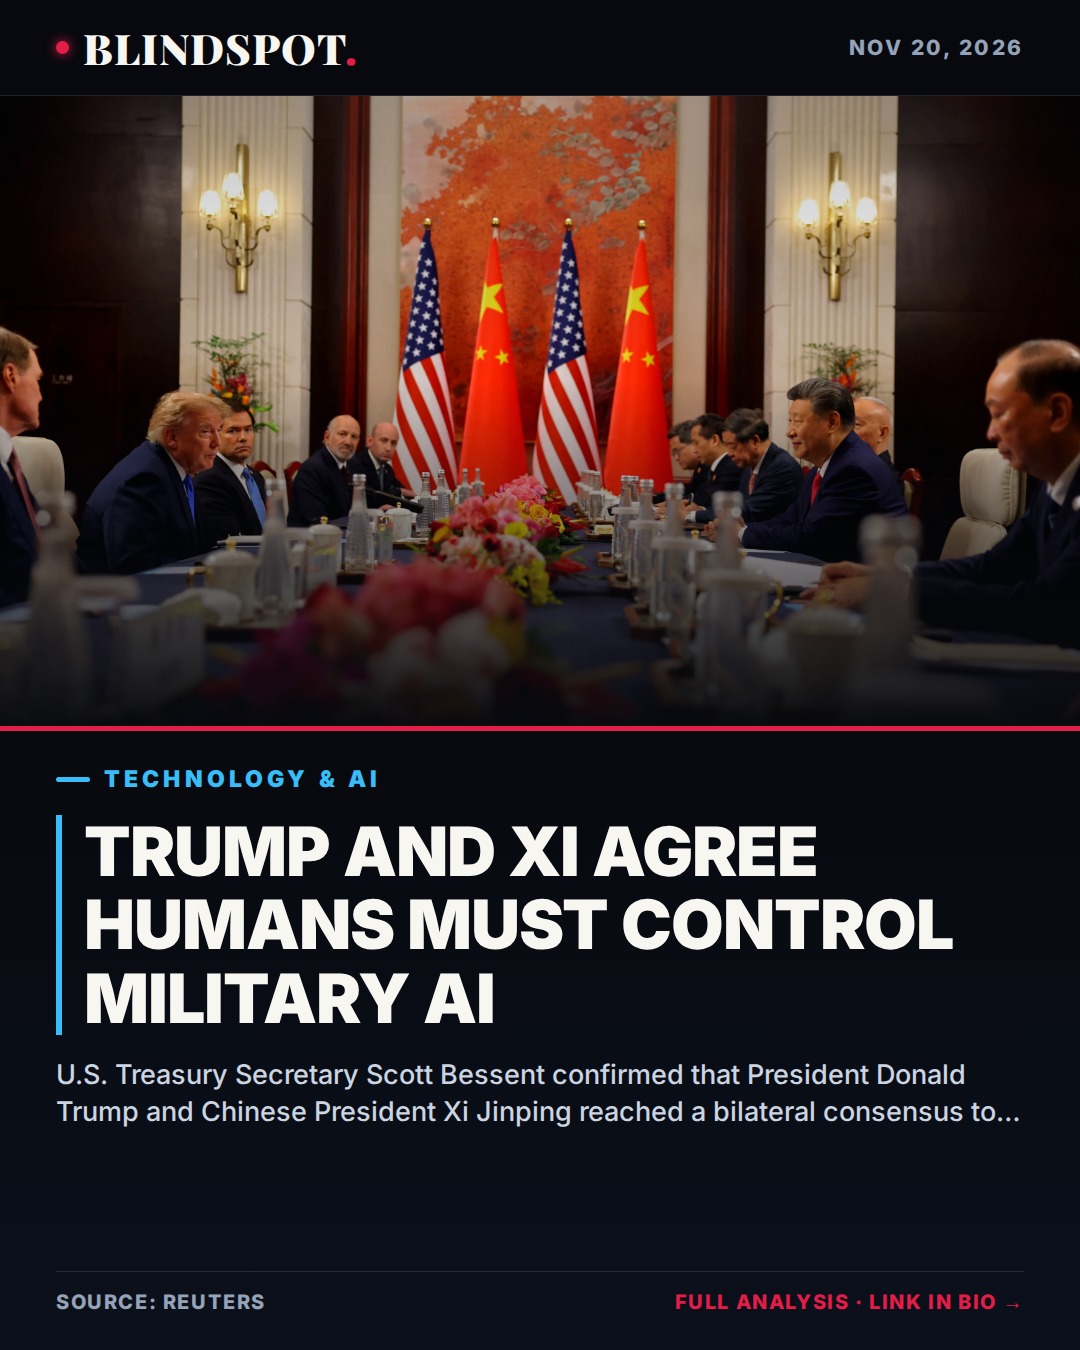 BLINDSPOT.
NOV 20, 2026
TECHNOLOGY & AI
TRUMP AND XI AGREE
HUMANS MUST CONTROL
MILITARY AI
U.S. Treasury Secretary Scott Bessent confirmed that President Donald
Trump and Chinese President Xi Jinping reached a bilateral consensus to...
SOURCE: REUTERS
FULL ANALYSIS · LINK IN BIO →